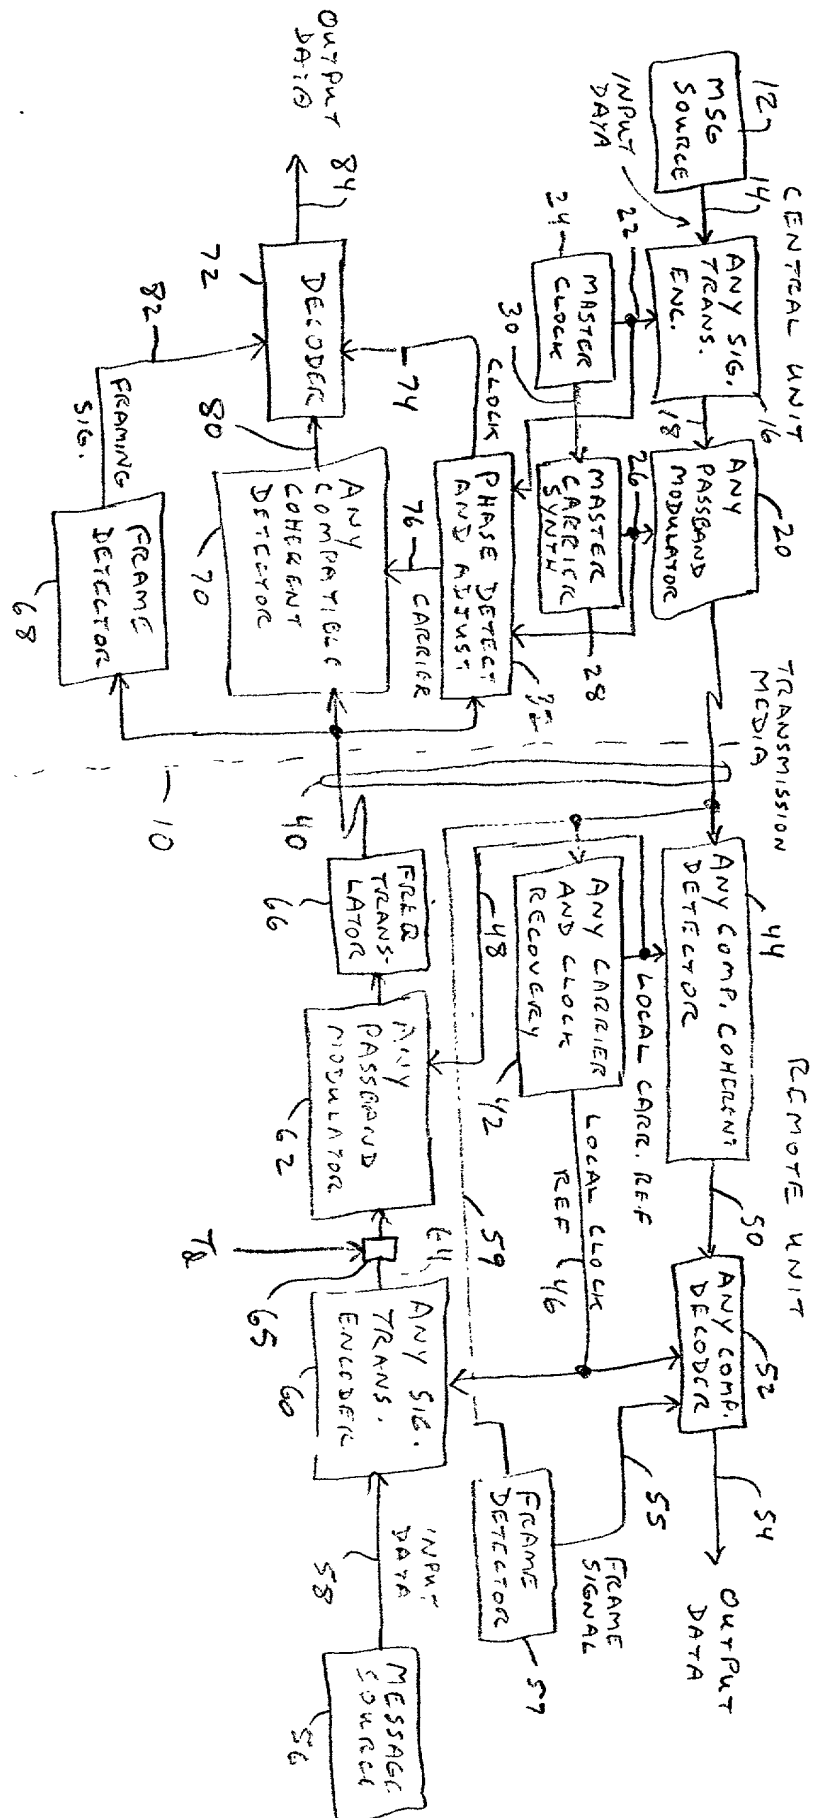 CENTRAL UNIT
TRANSMISSION
MEDIA
REMOTE UNIT
12
MSG
SOURCE
14
INPUT
DATA
ANY SIG.
TRANS.
ENC.
16
18
ANY
PASSBAND
MODULATOR
20
22
24
MASTER
CLOCK
30
26
MASTER
CARRIER
SYNTH
28
PHASE DETECT
AND ADJUST
32
CLOCK
74
76
CARRIER
72
DECODER
84
OUTPUT
DATA
80
ANY
COMPATIBLE
COHERENT
DETECTOR
70
82
FRAMING
SIG.
FRAME
DETECTOR
68
10
40
44
ANY COMP. COHERENT
DETECTOR
50
ANY COMP.
DECODER
52
54
OUTPUT
DATA
LOCAL CARR. REF
ANY CARRIER
AND CLOCK
RECOVERY
42
48
LOCAL CLOCK
REF
46
55
FRAME
SIGNAL
FRAME
DETECTOR
57
59
FREQ
TRANS-
LATOR
66
ANY
PASSBAND
MODULATOR
62
64
65
Td
ANY SIG.
TRANS.
ENCODER
60
INPUT
DATA
58
MESSAGE
SOURCE
56